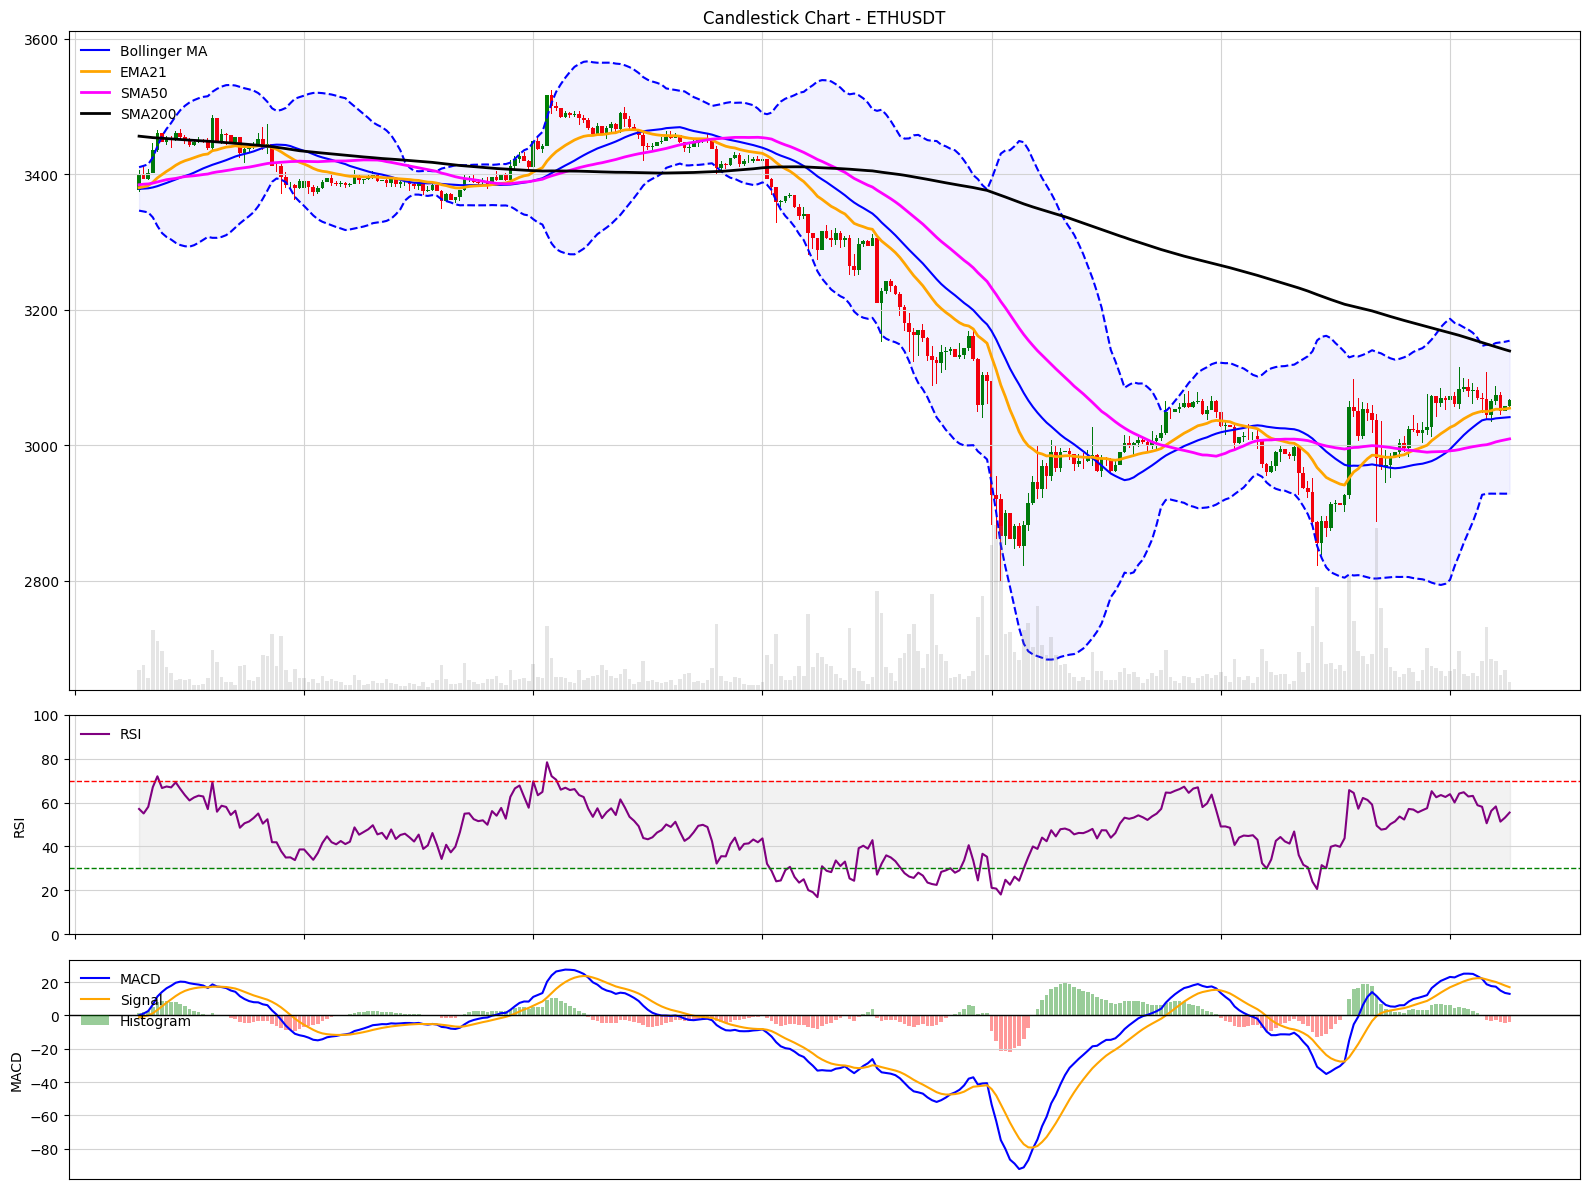 Candlestick Chart - ETHUSDT
3600
3400
3200
3000
2800
Bollinger MA
EMA21
SMA50
SMA200
100
80
60
40
20
0
RSI
RSI
20
0
−20
−40
−60
−80
MACD
MACD
Signal
Histogram